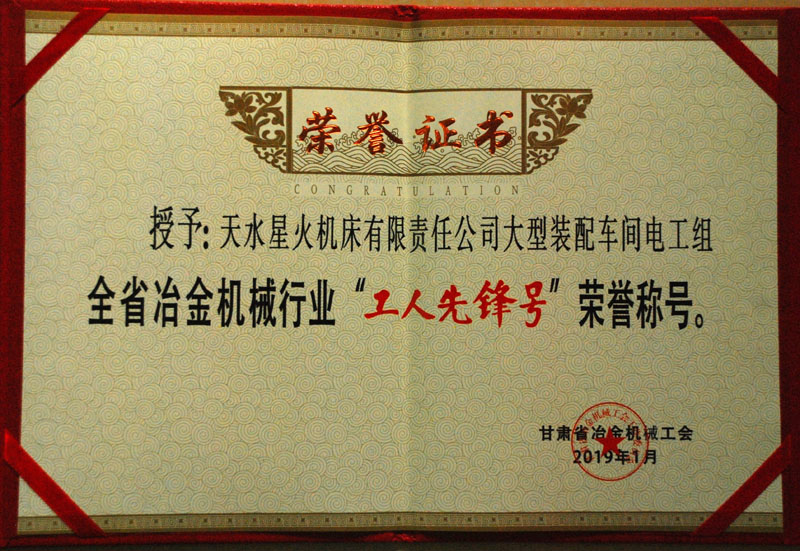 荣誉证书
CONGRATULATION
授予：天水星火机床有限责任公司大型装配车间电工组
全省冶金机械行业“工人先锋号”荣誉称号。
甘肃省冶金机械工会
2019年1月